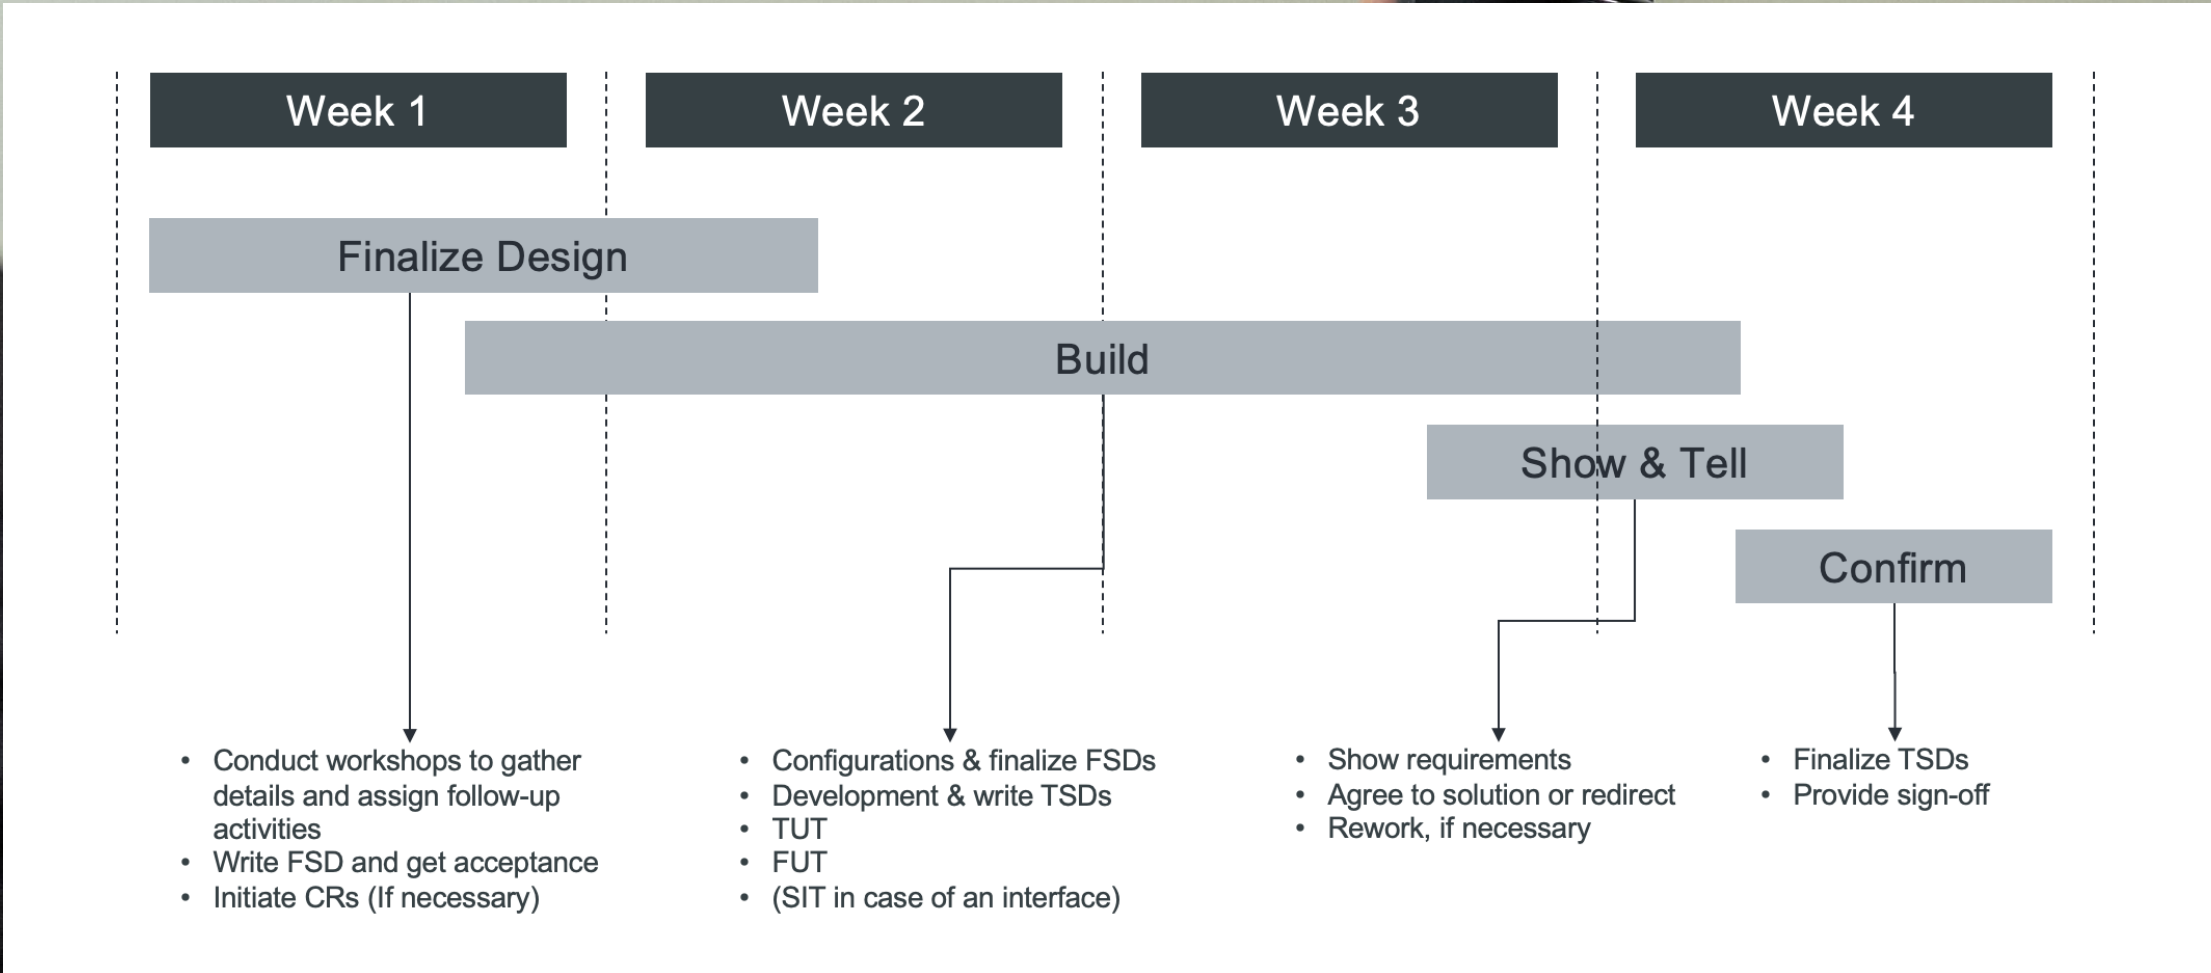 Week 1
Week 2
Week 3
Week 4
Finalize Design
Build
Show & Tell
Confirm
• Conduct workshops to gather
details and assign follow-up
activities
• Write FSD and get acceptance
• Initiate CRs (If necessary)
• Configurations & finalize FSDs
• Development & write TSDs
• TUT
• FUT
• (SIT in case of an interface)
• Show requirements
• Agree to solution or redirect
• Rework, if necessary
• Finalize TSDs
• Provide sign-off